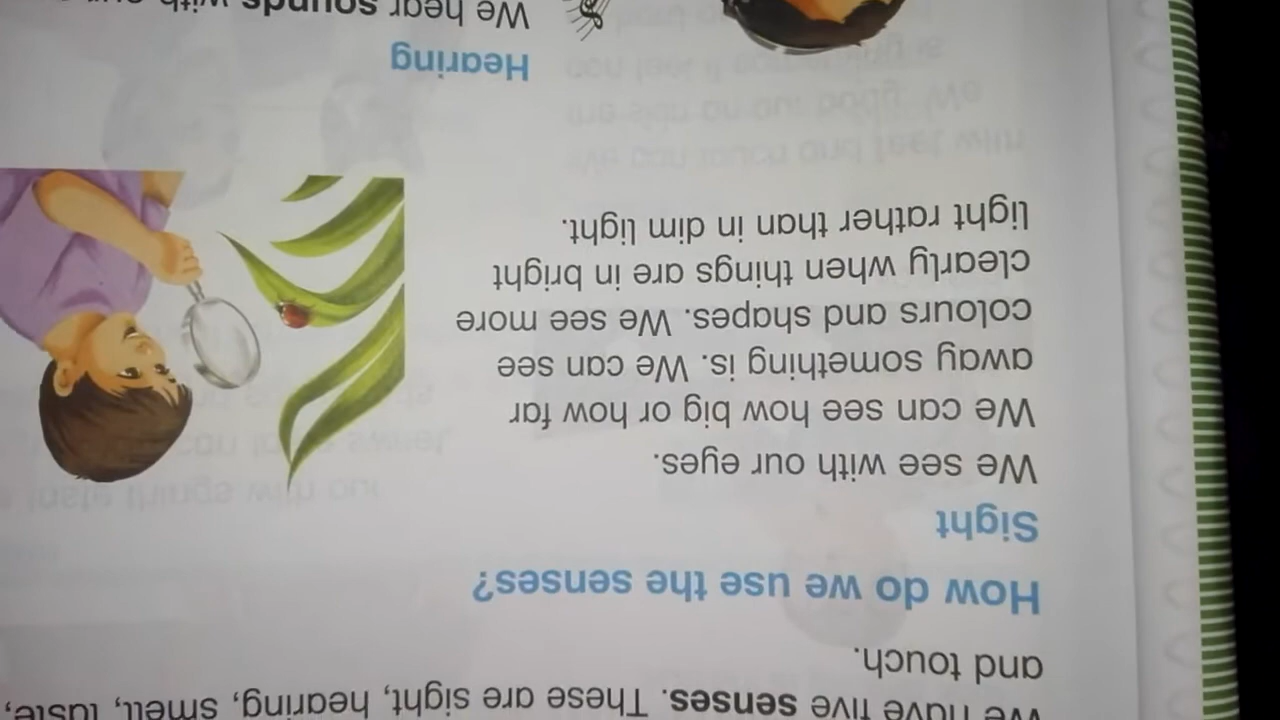 We have five senses. These are sight, hearing, smell, taste,
and touch.
How do we use the senses?
Sight
We see with our eyes.
We can see how big or how far
away something is. We can see
colours and shapes. We see more
clearly when things are in bright
light rather than in dim light.
Hearing
We hear sounds with our